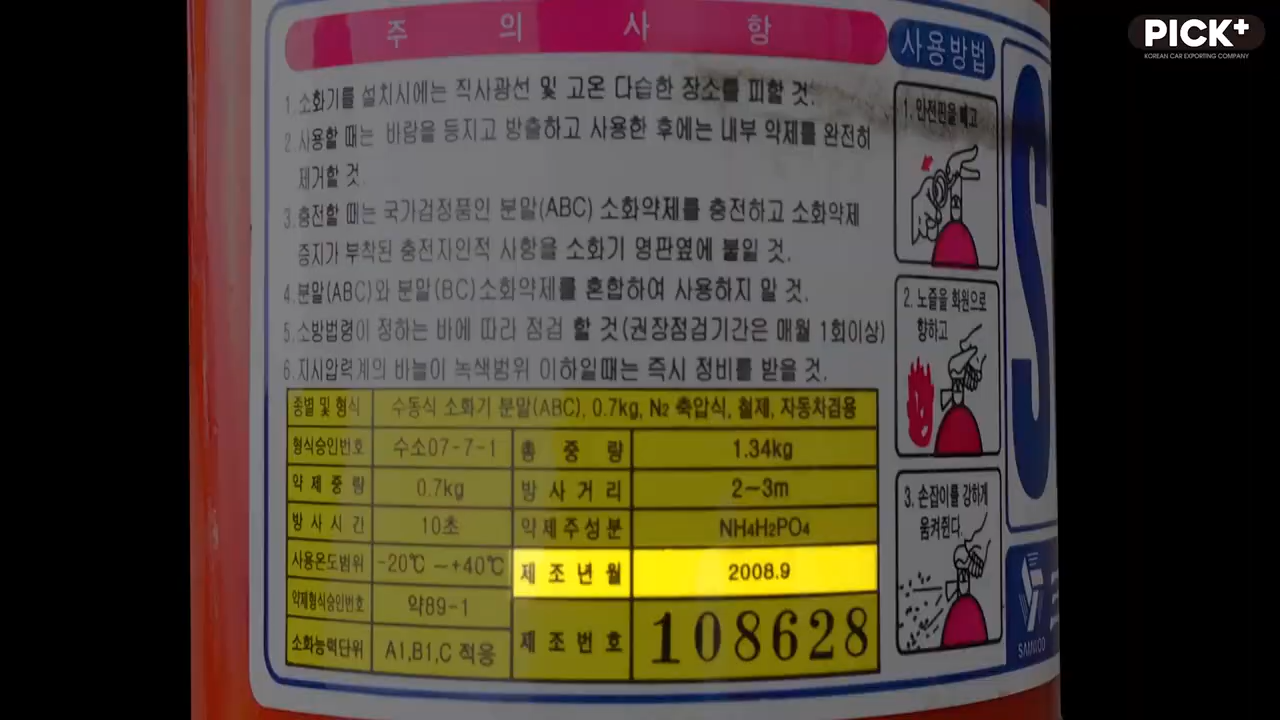 PICK+
KOREAN CAR EXPORTING COMPANY
주 의 사 항
1. 소화기를 설치시에는 직사광선 및 고온 다습한 장소를 피할 것.
2. 사용할 때는 바람을 등지고 방출하고 사용한 후에는 내부 약제를 완전히
제거할 것.
3. 충전할 때는 국가검정품인 분말(ABC) 소화약제를 충전하고 소화약제
증지가 부착된 충전자인적 사항을 소화기 명판옆에 붙일 것.
4. 분말(ABC)와 분말(BC)소화약제를 혼합하여 사용하지 말 것.
5. 소방법령이 정하는 바에 따라 점검 할 것(권장점검기간은 매월 1회이상)
6. 지시압력계의 바늘이 녹색범위 이하일때는 즉시 정비를 받을 것.
종별 및 형식 수동식 소화기 분말(ABC), 0.7kg, N2 축압식, 철제, 자동차겸용
형식승인번호 수소07-7-1 총 중 량 1.34kg
약 제 중 량 0.7kg 방 사 거 리 2~3m
방 사 시 간 10초 약제주성분 NH4H2PO4
사용온도범위 -20℃ ~+40℃ 제 조 년 월 2008.9
약제형식승인번호 약89-1
소화능력단위 A1,B1,C 적응 제 조 번 호 108628
사용방법
1. 안전핀을 빼고
2. 노즐을 화원으로
향하고
3. 손잡이를 강하게
움켜쥔다.
S
SAMWOO